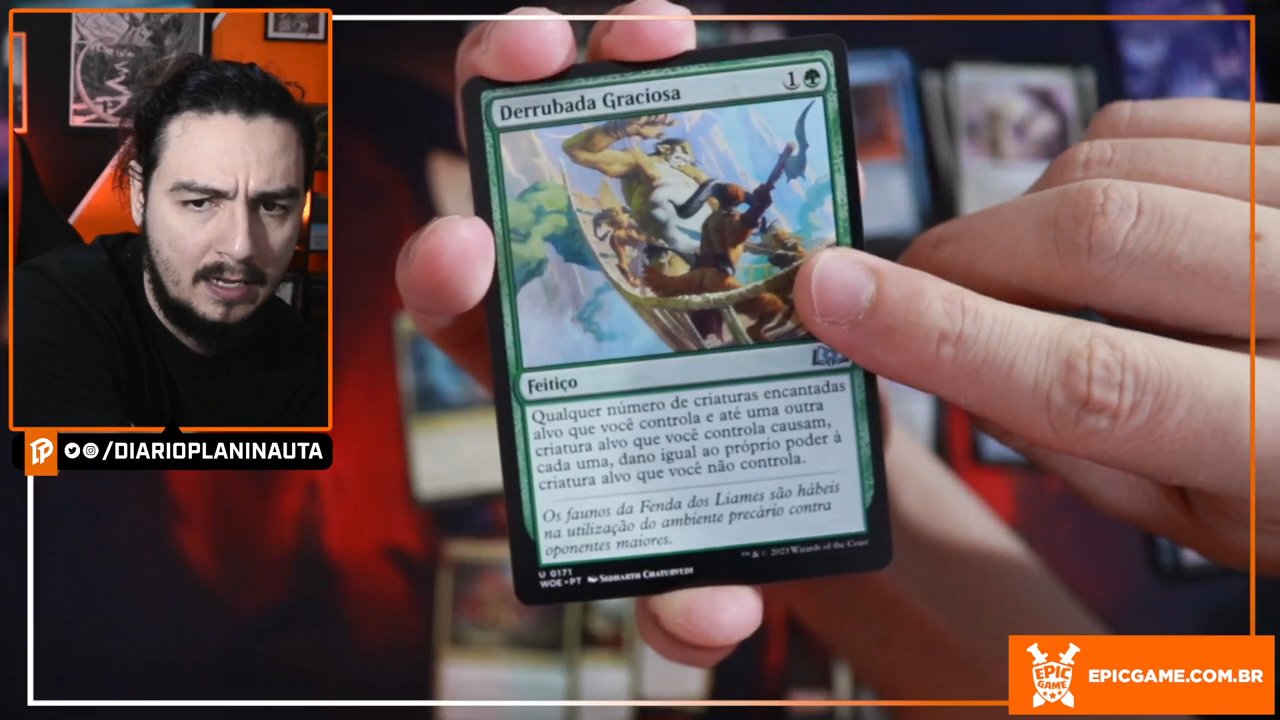 Derrubada Graciosa
1
Feitiço
Qualquer número de criaturas encantadas
alvo que você controla e até uma outra
criatura alvo que você controla causam,
cada uma, dano igual ao próprio poder à
criatura alvo que você não controla.
Os faunos da Fenda dos Liames são hábeis
na utilização do ambiente precário contra
oponentes maiores.
U 0171
WOE • PT SIDHARTH CHATURVEDI
™ & © 2023 Wizards of the Coast
/DIARIOPLANINAUTA
EPIC
GAME
EPICGAME.COM.BR